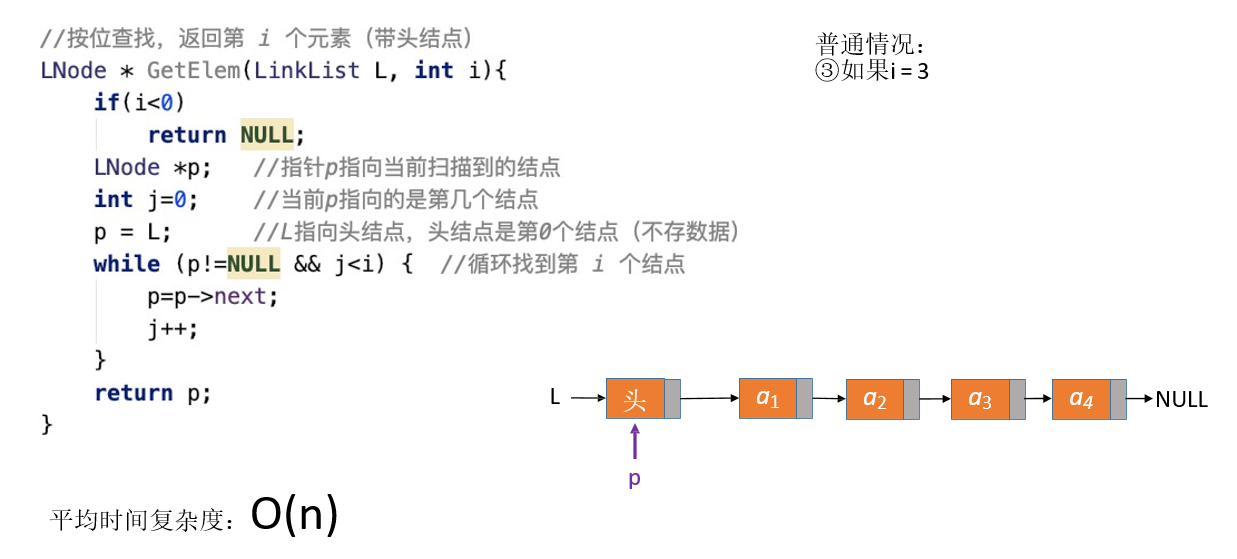 //按位查找，返回第 i 个元素（带头结点）
LNode * GetElem(LinkList L, int i){
    if(i<0)
        return NULL;
    LNode *p;   //指针p指向当前扫描到的结点
    int j=0;    //当前p指向的是第几个结点
    p = L;      //L指向头结点，头结点是第0个结点（不存数据）
    while (p!=NULL && j<i) {  //循环找到第 i 个结点
        p=p->next;
        j++;
    }
    return p;
}
普通情况：
③如果i = 3
L 头 a1 a2 a3 a4 NULL
p
平均时间复杂度：O(n)